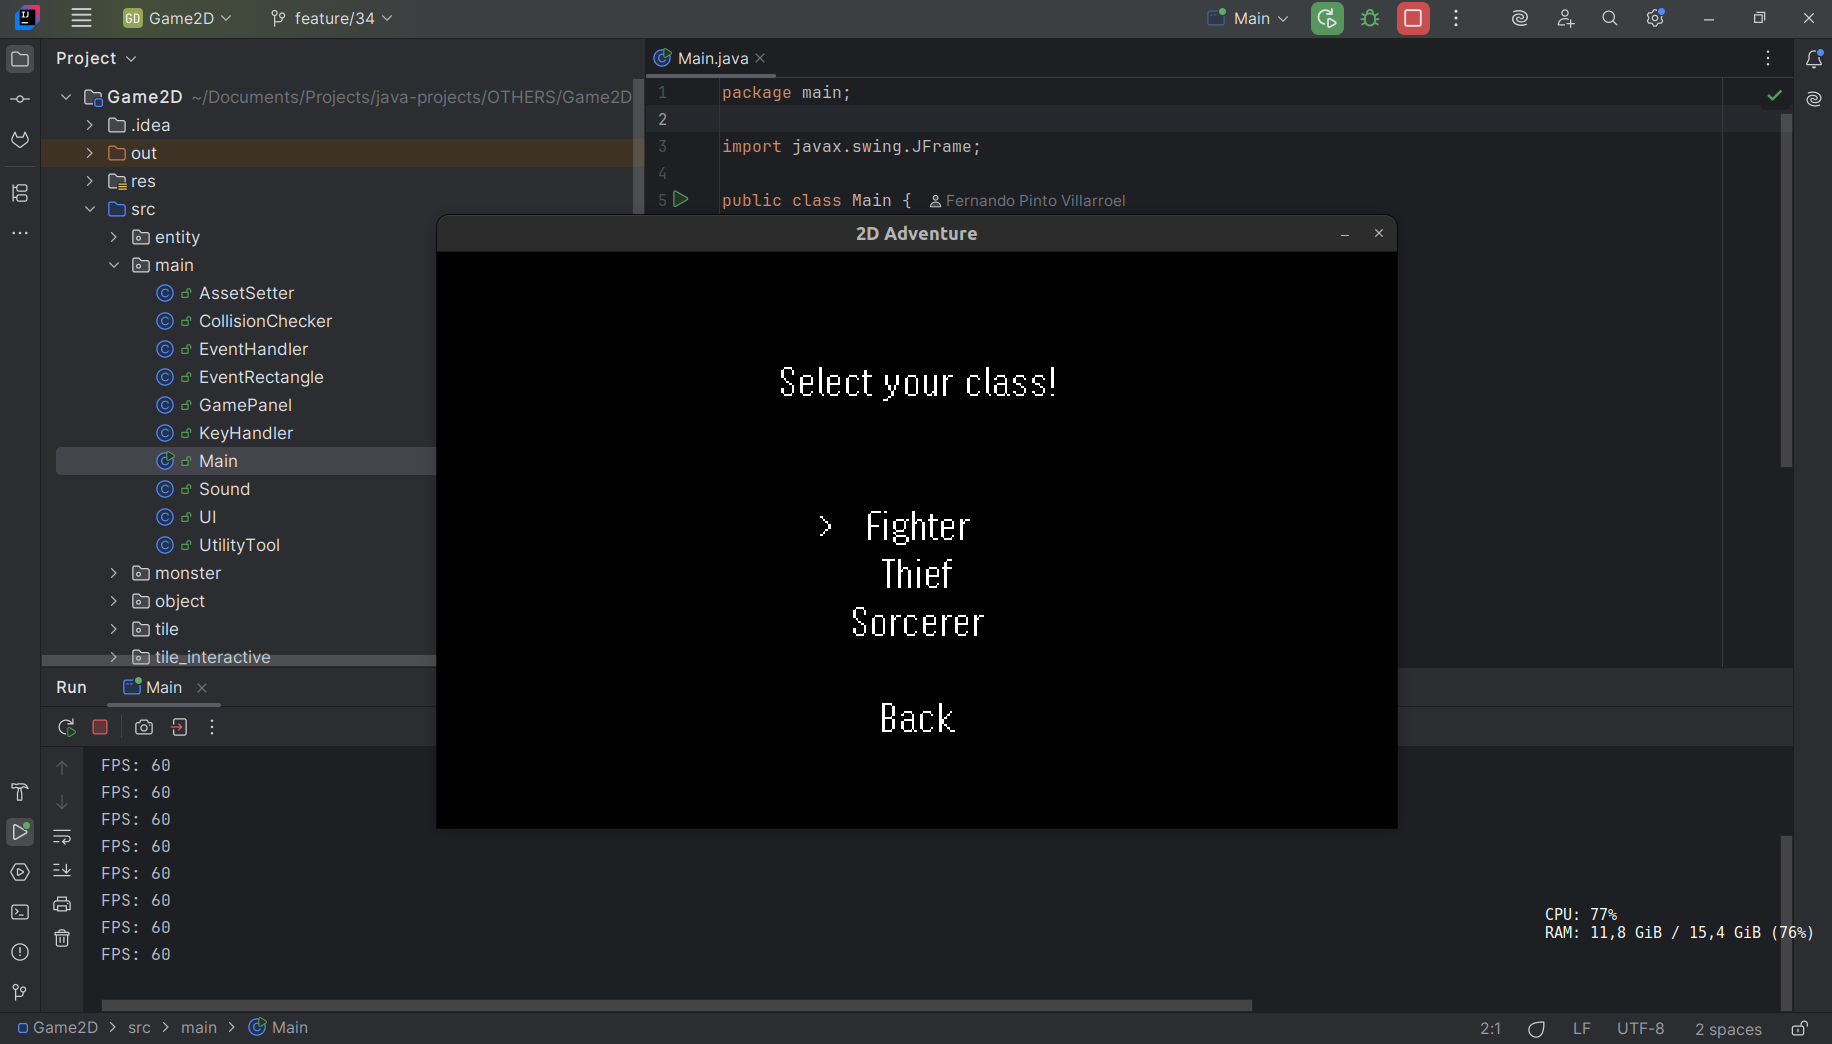 GD Game2D feature/34 Main
Project
Main.java
Game2D ~/Documents/Projects/java-projects/OTHERS/Game2D
.idea
out
res
src
entity
main
AssetSetter
CollisionChecker
EventHandler
EventRectangle
GamePanel
KeyHandler
Main
Sound
UI
UtilityTool
monster
object
tile
tile_interactive
1 package main;
2
3 import javax.swing.JFrame;
4
5 public class Main { Fernando Pinto Villarroel
2D Adventure
Select your class!
> Fighter
Thief
Sorcerer
Back
Run Main
FPS: 60
FPS: 60
FPS: 60
FPS: 60
FPS: 60
FPS: 60
FPS: 60
FPS: 60
CPU: 77%
RAM: 11,8 GiB / 15,4 GiB (76%)
Game2D > src > main > Main
2:1 LF UTF-8 2 spaces